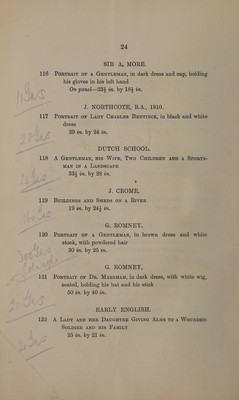 24
SIR A. MORE.
116 PORTRAIT OF A GENTLEMAN, in dark dress and cap, holding
his gloves in his left hand
On panel—33½ in. by 18½ in.
J. NORTHCOTE, R.A., 1810.
117 PORTRAIT OF LADY CHARLES BENTINCK, in black and white
dress
29 in. by 24 in.
DUTCH SCHOOL.
118 A GENTLEMAN, HIS WIFE, TWO CHILDREN AND A SPORTS-
MAN IN A LANDSCAPE
33½ in. by 28 in.
J. CROME.
119 BUILDINGS AND SHEDS ON A RIVER
19 in. by 24½ in.
G. ROMNEY.
120 PORTRAIT OF A GENTLEMAN, in brown dress and white
stock, with powdered hair
30 in. by 25 in.
G. ROMNEY.
121 PORTRAIT OF DR. MARKHAM, in dark dress, with white wig,
seated, holding his hat and his stick
50 in. by 40 in.
EARLY ENGLISH.
122 A LADY AND HER DAUGHTER GIVING ALMS TO A WOUNDED
SOLDIER AND HIS FAMILY
25 in. by 21 in.